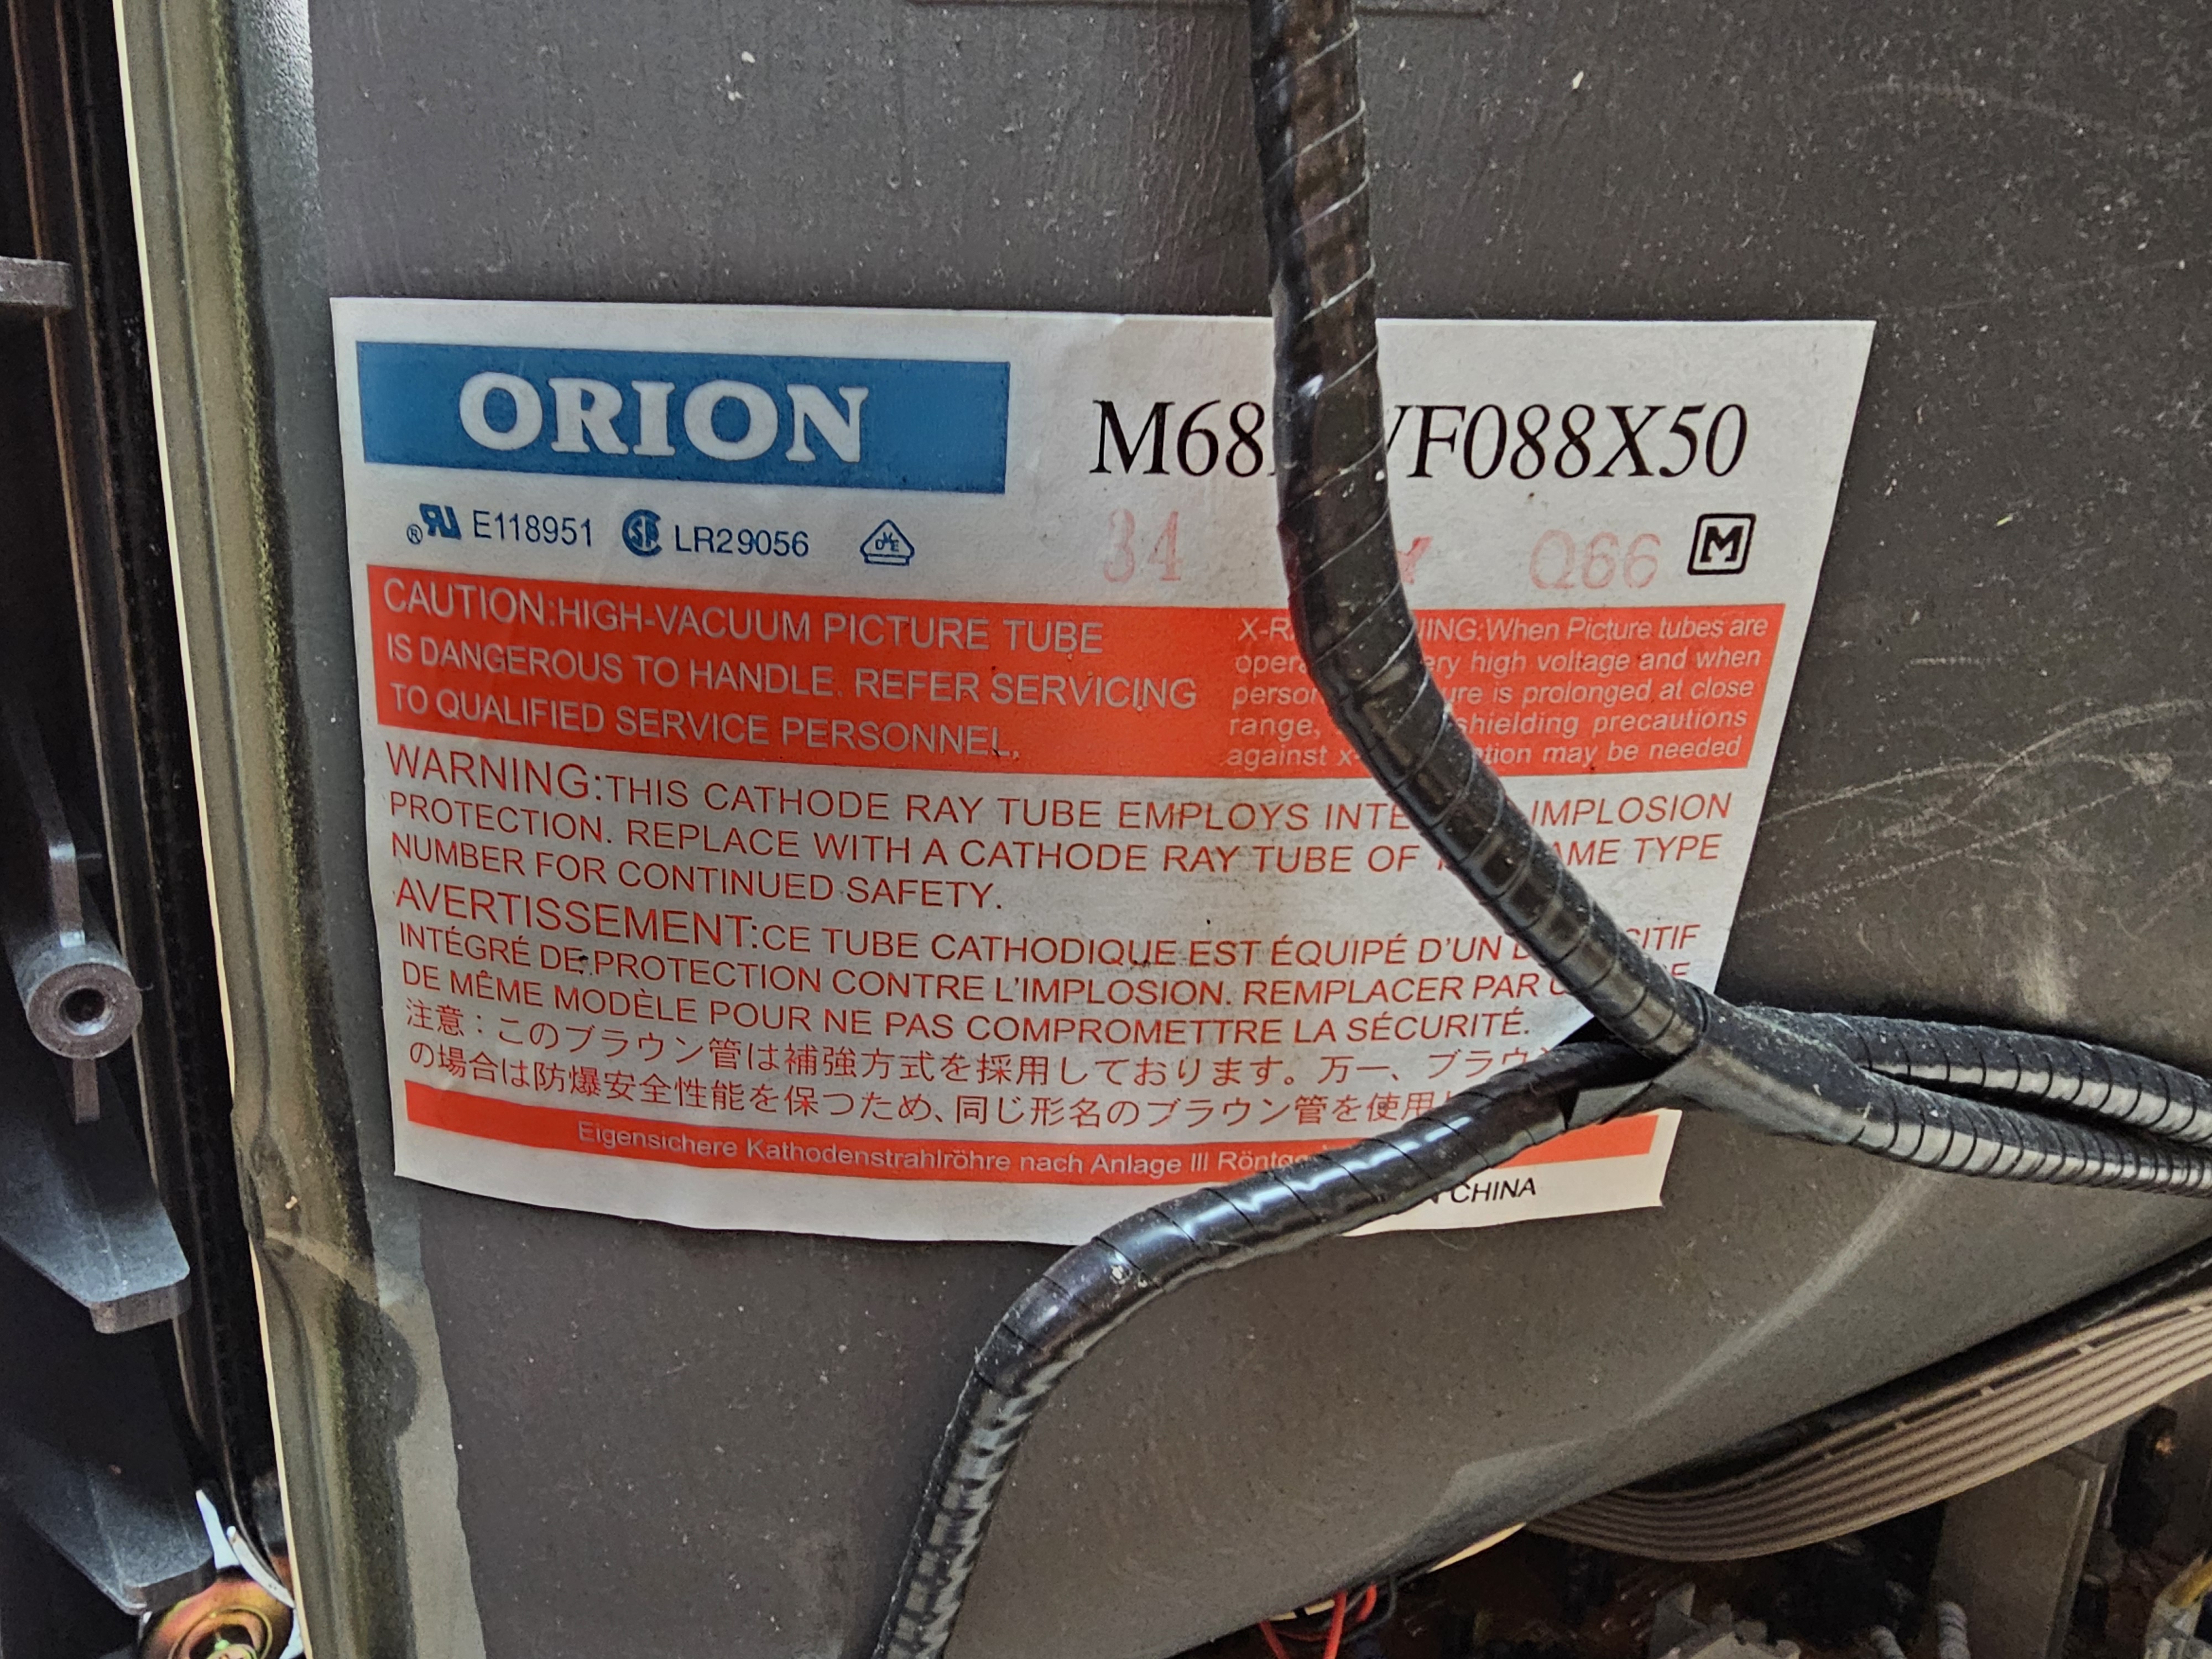 ORION
M68 VF088X50
E118951 LR29056 34 Q66 M
CAUTION:HIGH-VACUUM PICTURE TUBE
IS DANGEROUS TO HANDLE. REFER SERVICING
TO QUALIFIED SERVICE PERSONNEL.
When Picture tubes are
high voltage and when
is prolonged at close
range, shielding precautions
against may be needed
WARNING:THIS CATHODE RAY TUBE EMPLOYS IMPLOSION
PROTECTION. REPLACE WITH A CATHODE RAY TUBE OF TYPE
NUMBER FOR CONTINUED SAFETY.
AVERTISSEMENT:CE TUBE CATHODIQUE EST ÉQUIPÉ D'UN
INTÉGRÉ DE PROTECTION CONTRE L'IMPLOSION. REMPLACER PAR
DE MÊME MODÈLE POUR NE PAS COMPROMETTRE LA SÉCURITÉ.
注意：このブラウン管は補強方式を採用しております。万一、ブラウ
の場合は防爆安全性能を保つため、同じ形名のブラウン管を使用
Eigensichere Kathodenstrahlröhre nach Anlage III
CHINA